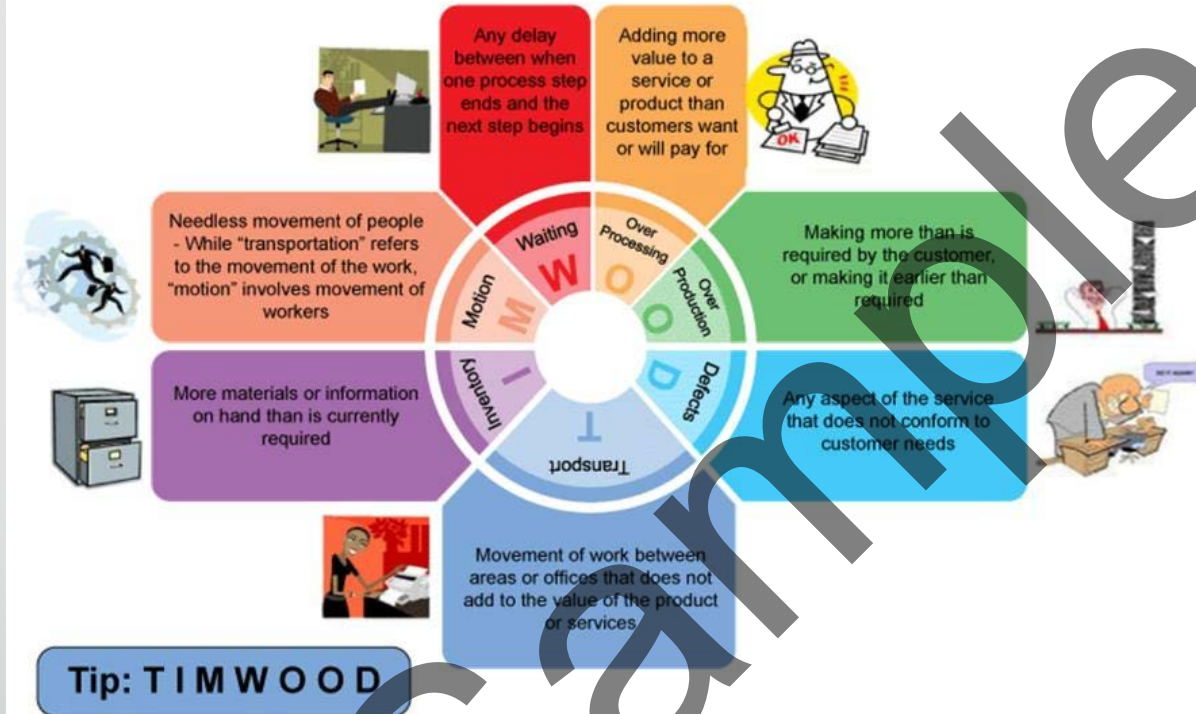 Any delay
between when
one process step
ends and the
next step begins
Adding more
value to a
service or
product than
customers want
or will pay for
OK
Needless movement of people
- While “transportation” refers
to the movement of the work,
“motion” involves movement of
workers
Making more than is
required by the customer,
or making it earlier than
required
Waiting
W
Over
Processing
O
Over
Production
O
Motion
M
Inventory
I
Defects
D
Transport
T
More materials or information
on hand than is currently
required
Any aspect of the service
that does not conform to
customer needs
Movement of work between
areas or offices that does not
add to the value of the product
or services
Tip: T I M W O O D
ample